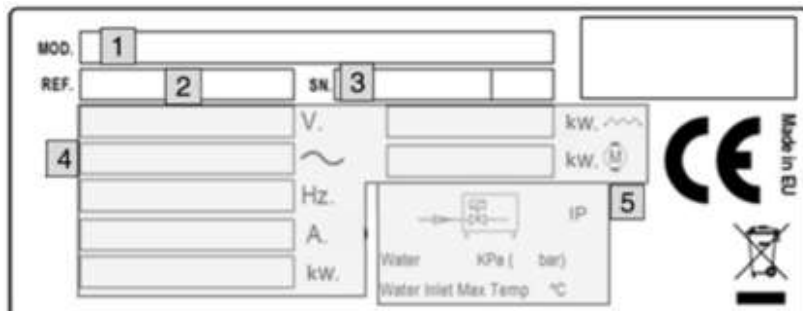 MOD. 1
REF. 2 SN. 3
V. kw.
4 kw. M
Hz.
5
A. IP
kw.
Water KPa ( bar)
Water Inlet Max Temp ºC
CE
Made in EU